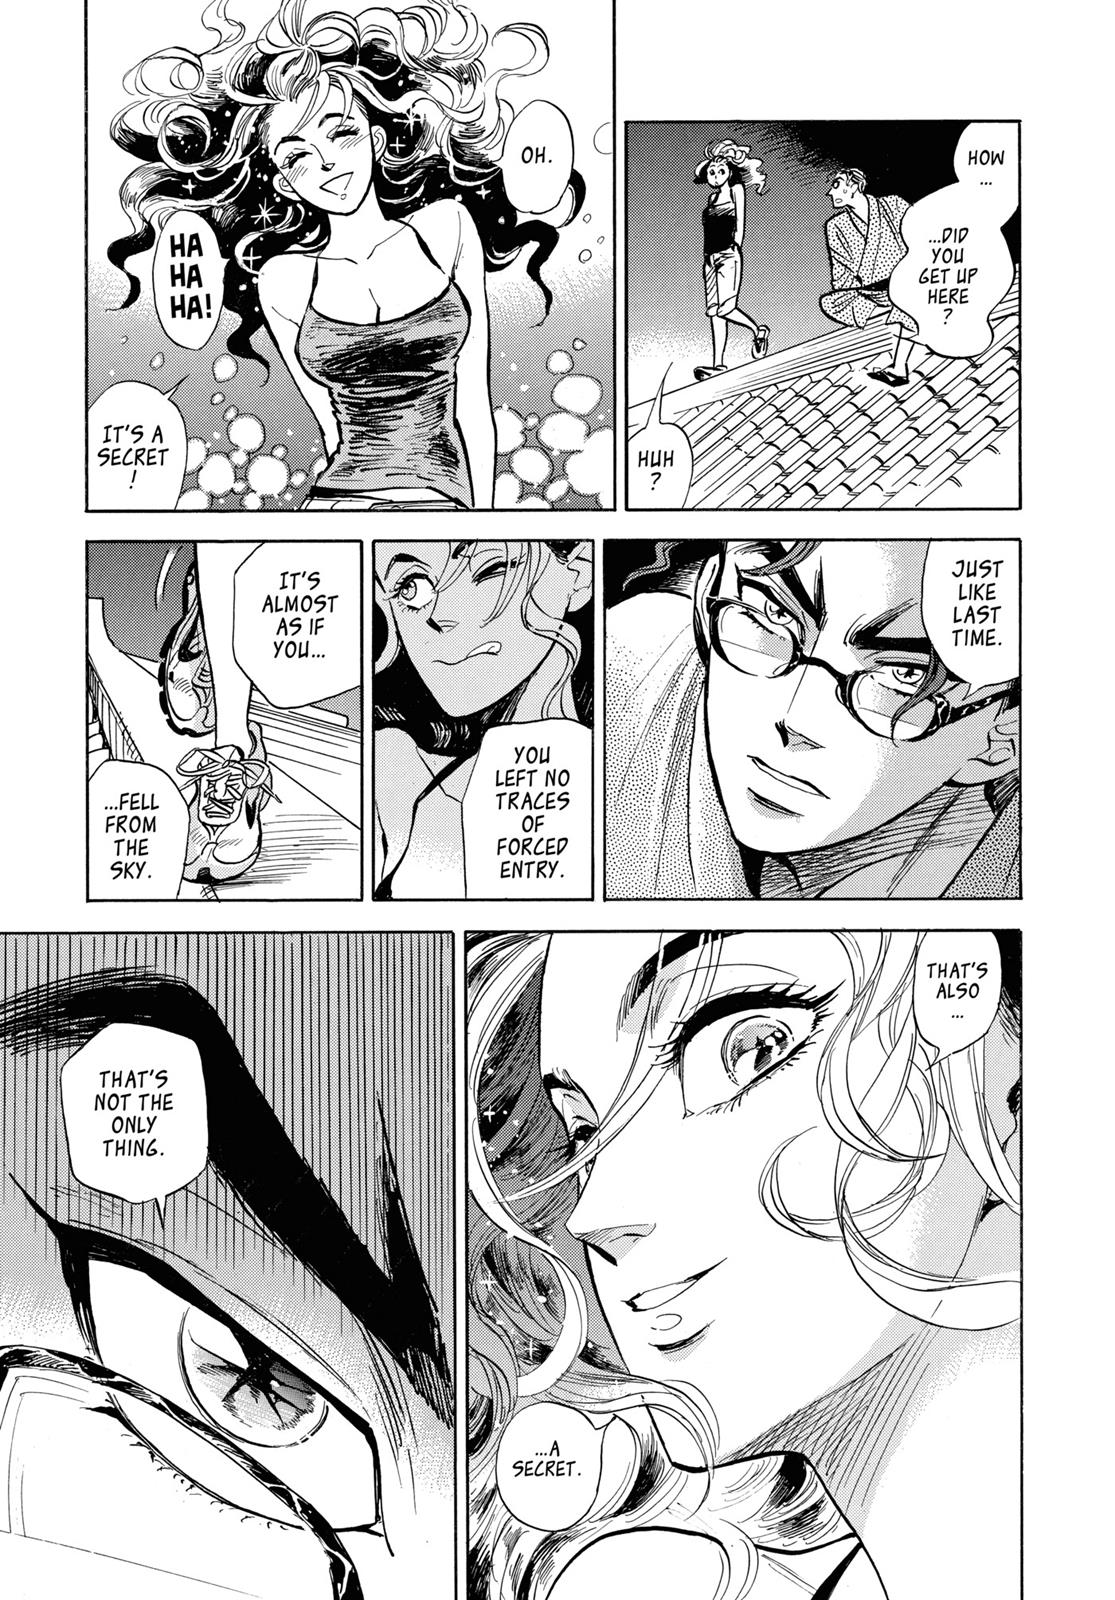 HOW
...
...DID
YOU
GET UP
HERE
?
HUH
?
OH.
HA
HA
HA!
IT'S A
SECRET
!
JUST
LIKE
LAST
TIME.
YOU
LEFT NO
TRACES
OF
FORCED
ENTRY.
IT'S
ALMOST
AS IF
YOU...
...FELL
FROM
THE
SKY.
THAT'S
ALSO
...
...A
SECRET.
THAT'S
NOT THE
ONLY
THING.